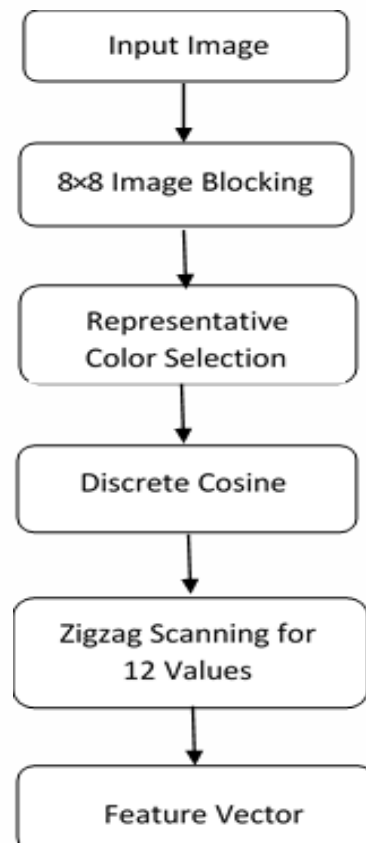 Input Image
8×8 Image Blocking
Representative
Color Selection
Discrete Cosine
Zigzag Scanning for
12 Values
Feature Vector